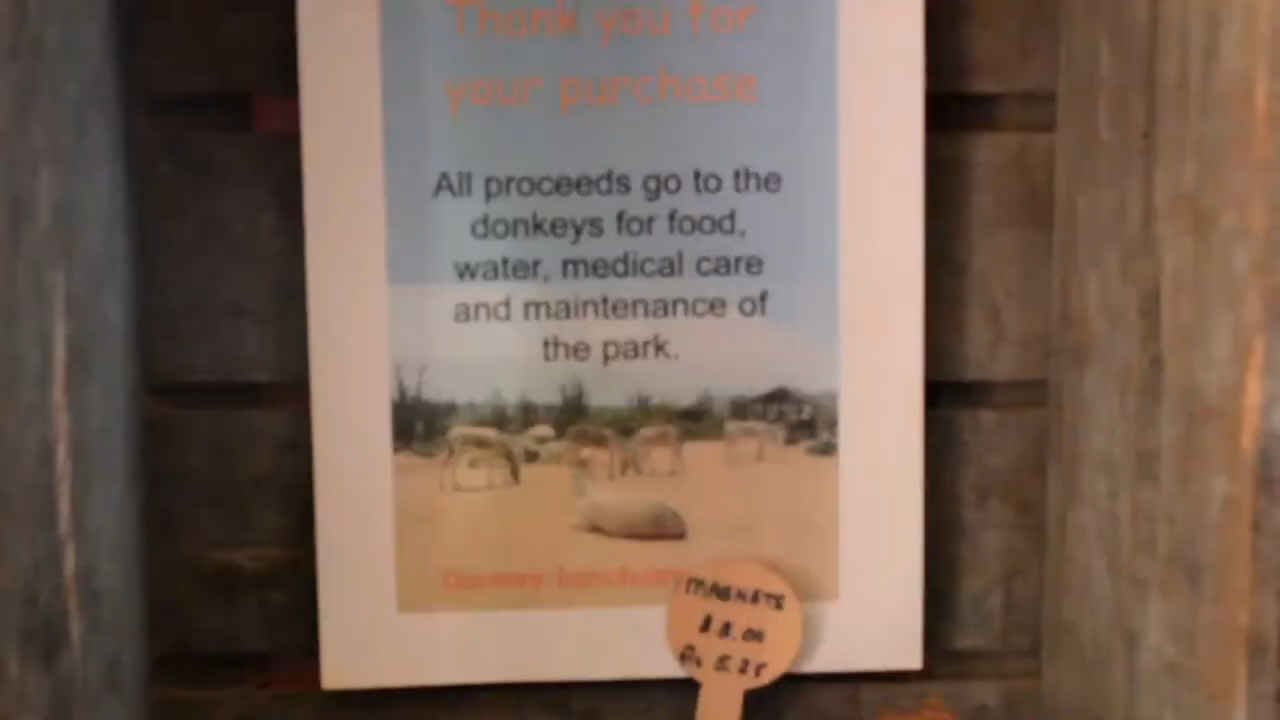 Thank you for
your purchase
All proceeds go to the
donkeys for food,
water, medical care
and maintenance of
the park.
MAGNETS